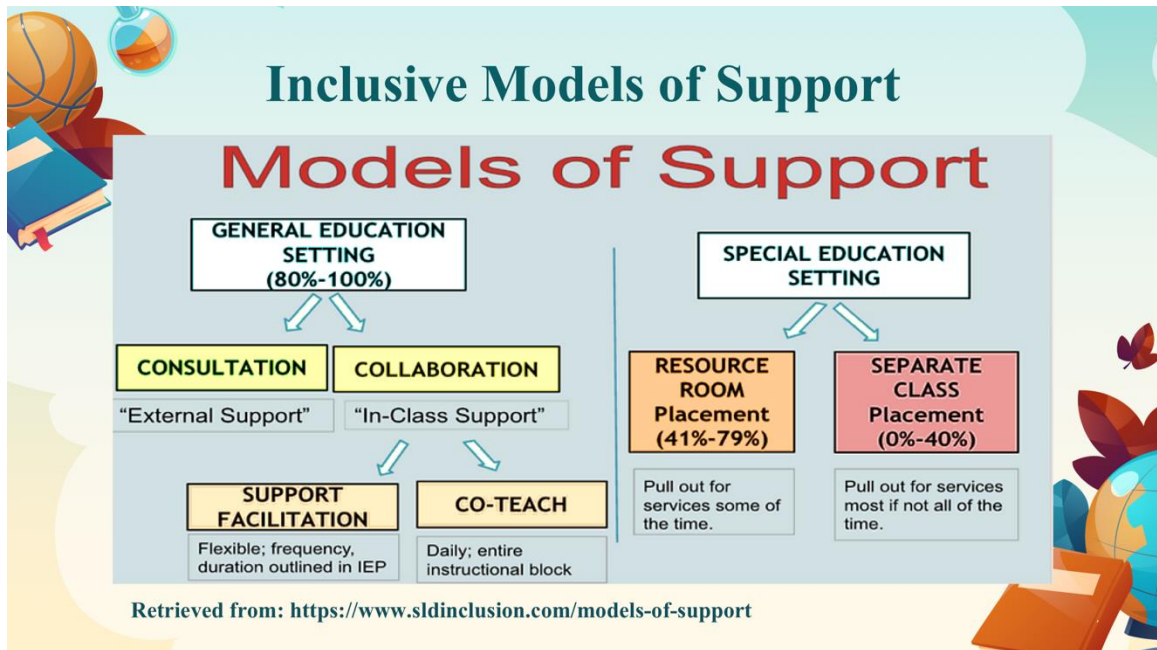 Inclusive Models of Support
Models of Support
GENERAL EDUCATION
SETTING
(80%-100%)
CONSULTATION
"External Support"
COLLABORATION
"In-Class Support"
SUPPORT
FACILITATION
Flexible; frequency,
duration outlined in IEP
CO-TEACH
Daily; entire
instructional block
SPECIAL EDUCATION
SETTING
RESOURCE
ROOM
Placement
(41%-79%)
Pull out for
services some of
the time.
SEPARATE
CLASS
Placement
(0%-40%)
Pull out for services
most if not all of the
time.
Retrieved from: https://www.sldinclusion.com/models-of-support